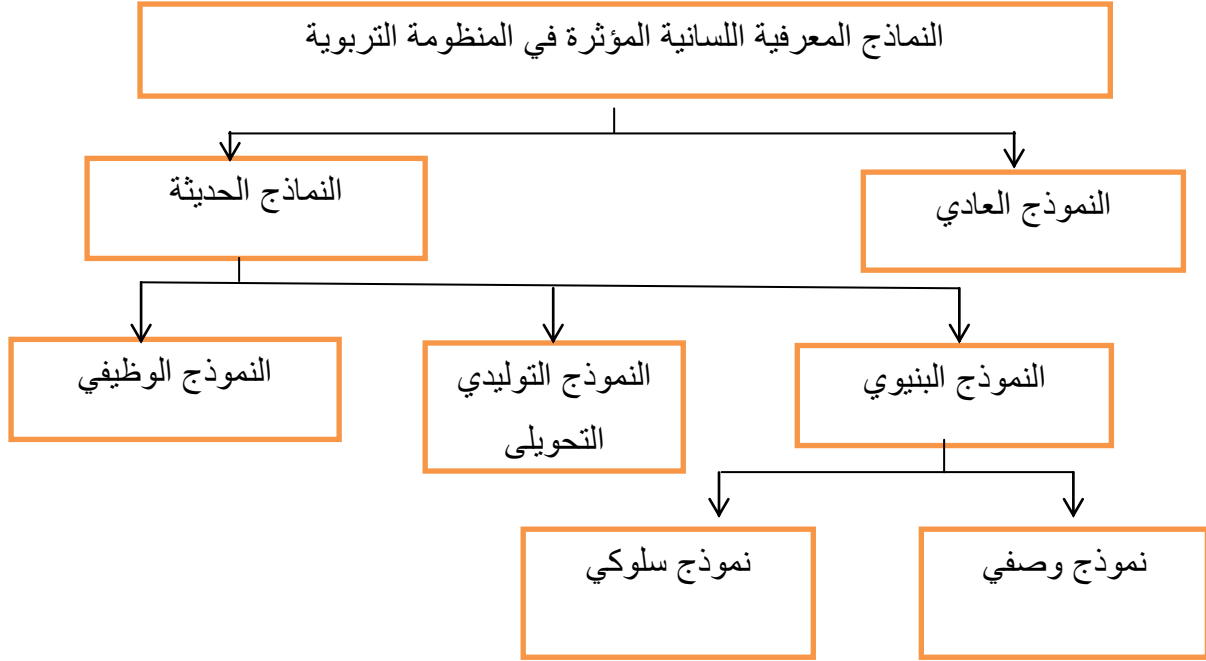 النماذج المعرفية اللسانية المؤثرة في المنظومة التربوية
النموذج العادي
النماذج الحديثة
النموذج البنيوي
النموذج التوليدي
التحويلى
النموذج الوظيفي
نموذج وصفي
نموذج سلوكي